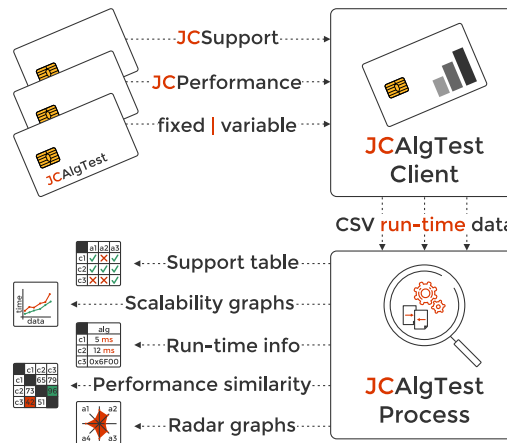 JCSupport
JCPerformance
fixed | variable
JCAlgTest
JCAlgTest
Client
CSV run-time data
a1 a2 a3
c1
c2
c3
Support table
time
data
Scalability graphs
alg
c1 5 ms
c2 12 ms
c3 0x6F00
Run-time info
c1 c2 c3
c1 65 79
c2 73 96
c3 42 51
Performance similarity
a1 a2
a4 a3
Radar graphs
JCAlgTest
Process